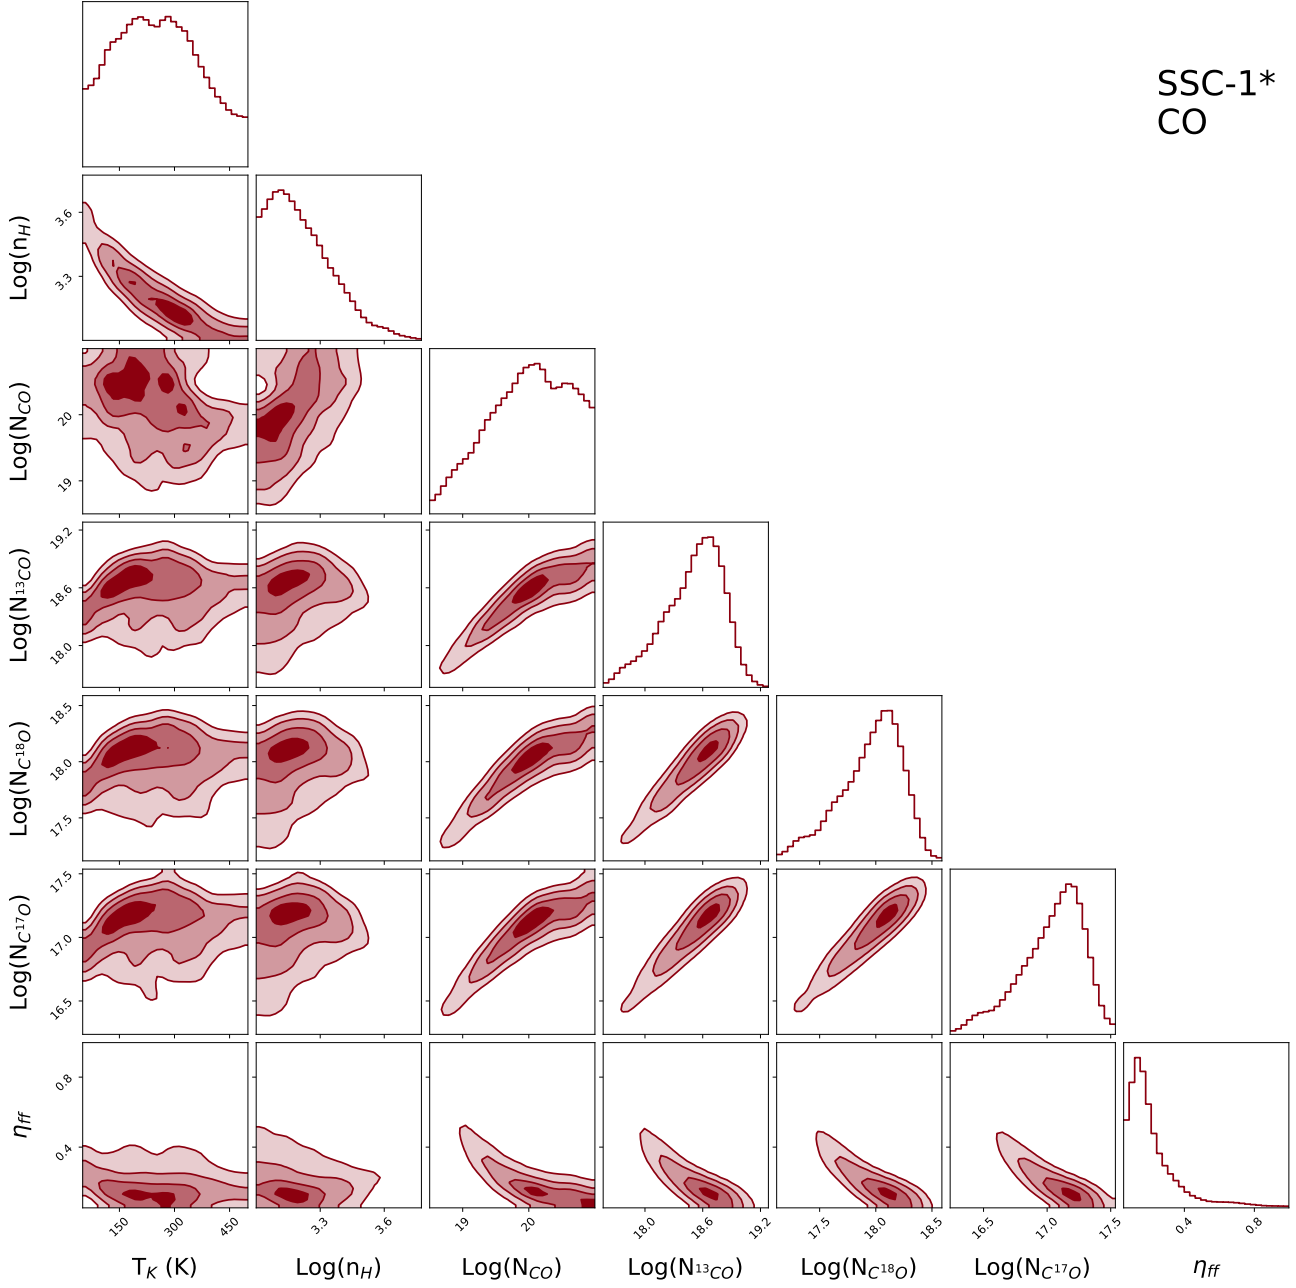 SSC-1*
CO
Log(n_H)
3.6
3.3
Log(N_CO)
20
19
Log(N_¹³CO)
19.2
18.6
18.0
Log(N_C¹⁸O)
18.5
18.0
17.5
Log(N_C¹⁷O)
17.5
17.0
16.5
η_ff
0.8
0.4
150 300 450 3.3 3.6 19 20 18.0 18.6 19.2 17.5 18.0 18.5 16.5 17.0 17.5 0.4 0.8
T_K (K) Log(n_H) Log(N_CO) Log(N_¹³CO) Log(N_C¹⁸O) Log(N_C¹⁷O) η_ff